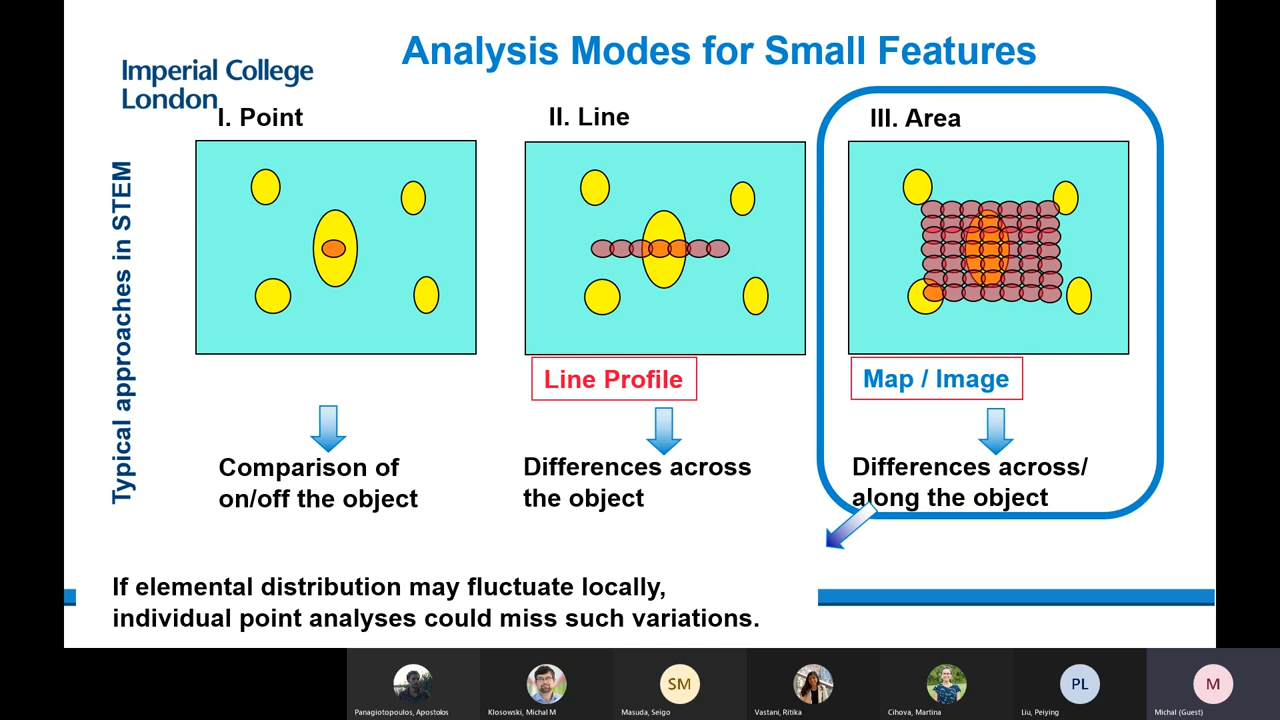 Analysis Modes for Small Features
Imperial College
London
I. Point
II. Line
III. Area
Typical approaches in STEM
Line Profile
Map / Image
Comparison of
on/off the object
Differences across
the object
Differences across/
along the object
If elemental distribution may fluctuate locally,
individual point analyses could miss such variations.
SM
PL
M
Panagiotopoulos, Apostolos
Klosowski, Michal M
Masuda, Seigo
Vastani, Ritika
Cihova, Martina
Liu, Peiying
Michal (Guest)